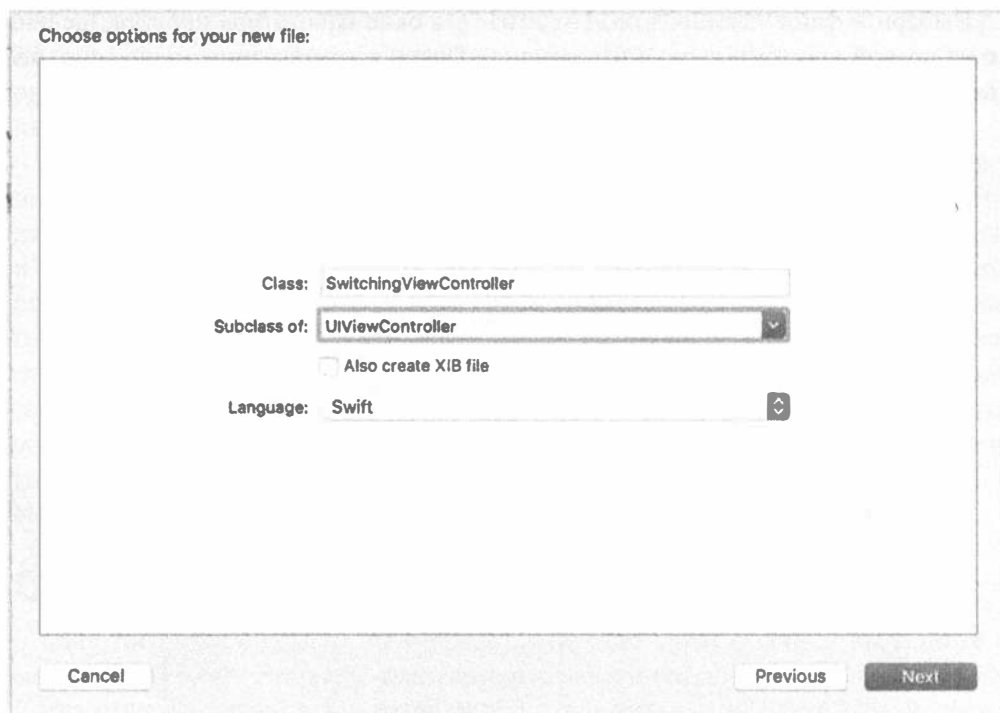 Choose options for your new file:
Class: SwitchingViewController
Subclass of: UIViewController
Also create XIB file
Language: Swift
Cancel Previous Next